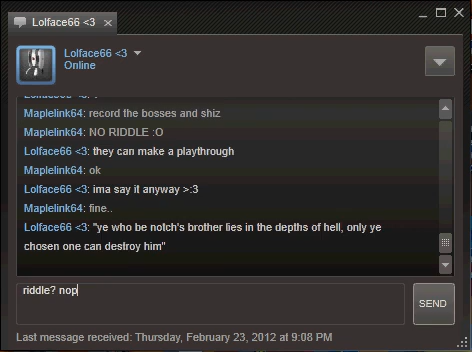 Lolface66 <3
Lolface66 <3
Online
Maplelink64: record the bosses and shiz
Maplelink64: NO RIDDLE :O
Lolface66 <3: they can make a playthrough
Maplelink64: ok
Lolface66 <3: ima say it anyway >:3
Maplelink64: fine..
Lolface66 <3: "ye who be notch's brother lies in the depths of hell, only ye
chosen one can destroy him"
riddle? nop
SEND
Last message received: Thursday, February 23, 2012 at 9:08 PM